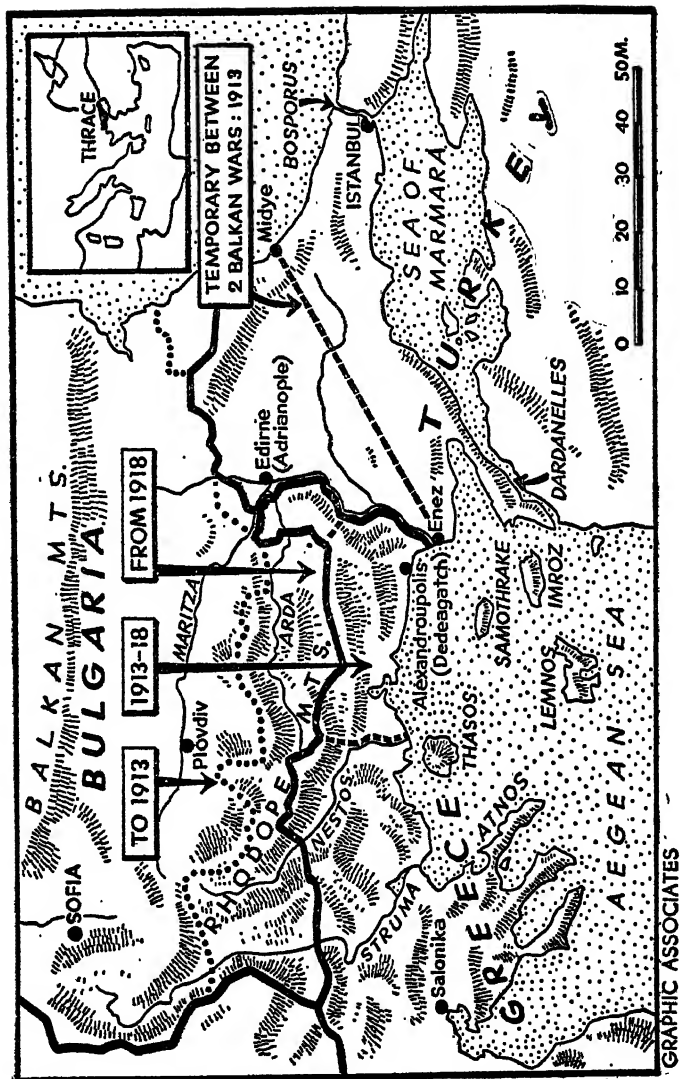 THRACE
TEMPORARY BETWEEN
2 BALKAN WARS: 1913
BOSPORUS
Midye
ISTANBUL
SEA OF
MARMARA
BALKAN MTS.
BULGARIA
SOFIA
Plovdiv
MARITZA
ARDA
Edirne
(Adrianople)
TO 1913
1913-18
FROM 1918
RHODOPE MTS.
NESTOS
STRUMA
Enez
TURKEY
DARDANELLES
Alexandroupolis
(Dedeagatch)
SAMOTHRAKE
IMROZ
LEMNOS
THASOS
ATNOS
Salonika
GREECE
AEGEAN SEA
0 10 20 30 40 50M.
GRAPHIC ASSOCIATES